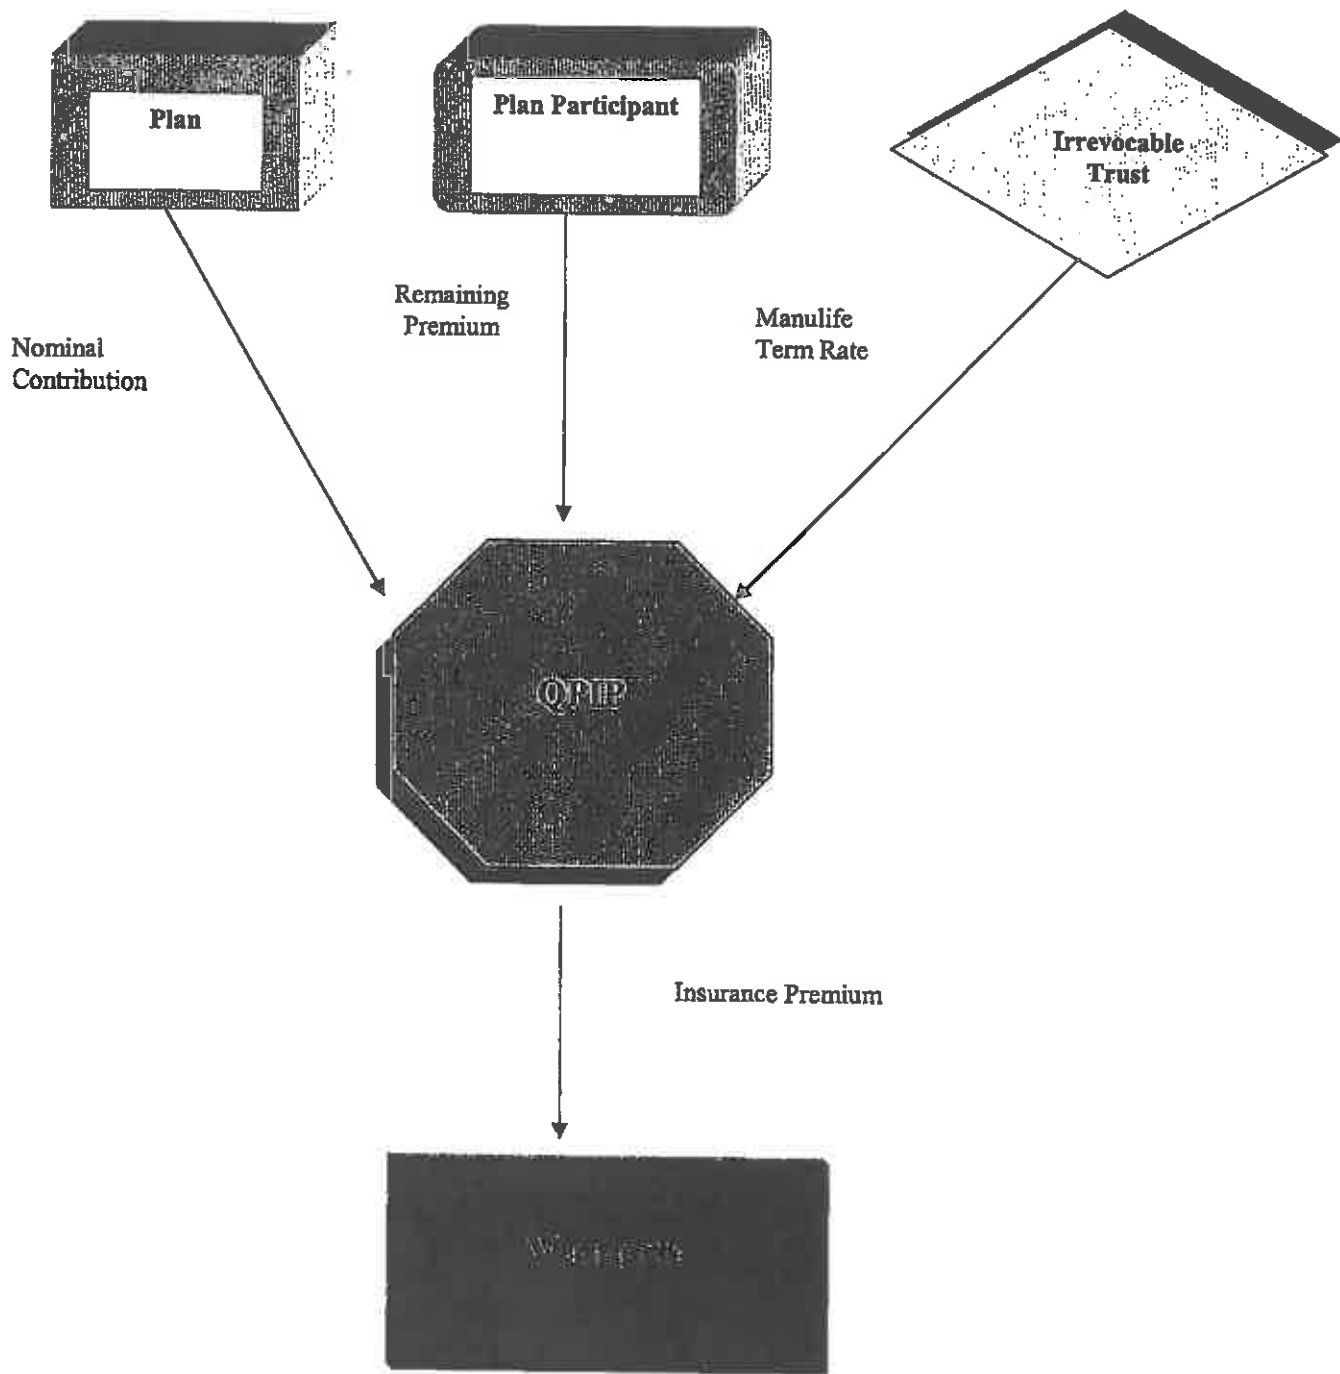 Plan
Plan Participant
Irrevocable
Trust
Remaining
Premium
Manulife
Term Rate
Nominal
Contribution
QPIP
Insurance Premium